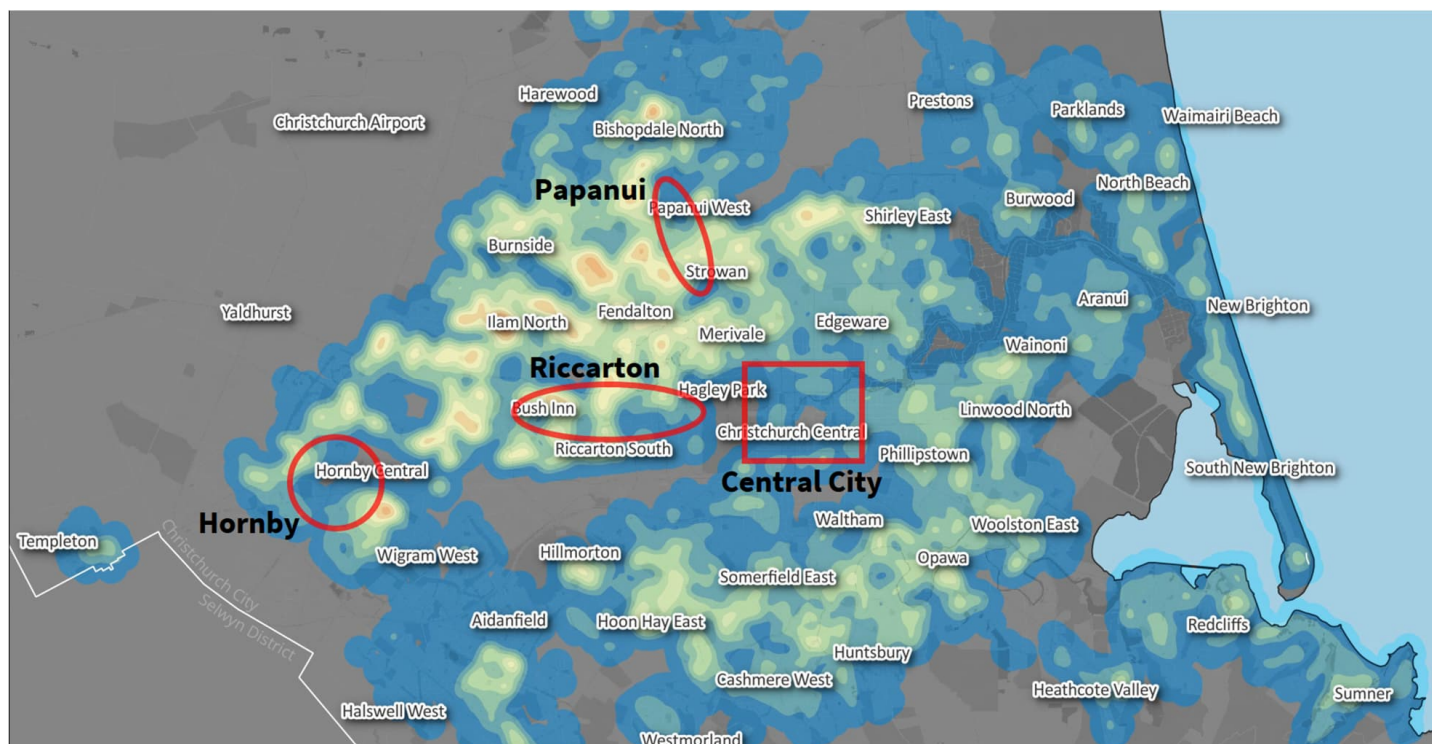 Harewood
Christchurch Airport
Bishopdale North
Prestons
Parklands
Waimairi Beach
Papanui
Papanui West
North Beach
Burwood
Shirley East
Burnside
Strowan
Yaldhurst
Ilam North
Fendalton
Merivale
Edgeware
Aranui
New Brighton
Wainoni
Riccarton
Hagley Park
Bush Inn
Linwood North
Christchurch Central
Riccarton South
Phillipstown
Hornby Central
South New Brighton
Central City
Hornby
Waltham
Woolston East
Templeton
Christchurch City
Selwyn District
Wigram West
Hillmorton
Opawa
Somerfield East
Aidanfield
Hoon Hay East
Redcliffs
Huntsbury
Cashmere West
Heathcote Valley
Sumner
Halswell West
Westmorland